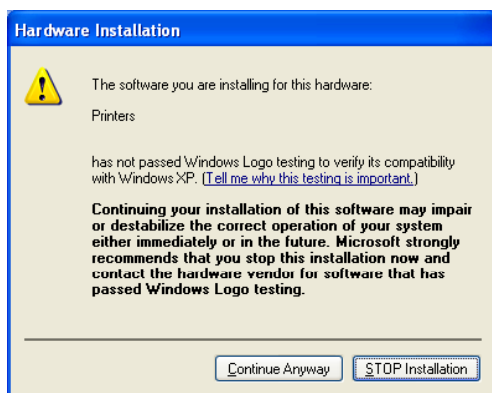 Hardware Installation
The software you are installing for this hardware:
Printers
has not passed Windows Logo testing to verify its compatibility
with Windows XP. (Tell me why this testing is important.)
Continuing your installation of this software may impair
or destabilize the correct operation of your system
either immediately or in the future. Microsoft strongly
recommends that you stop this installation now and
contact the hardware vendor for software that has
passed Windows Logo testing.
Continue Anyway
STOP Installation